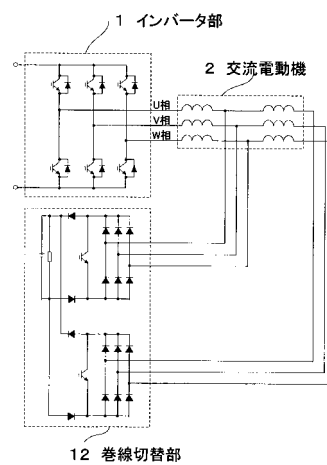 1 インバータ部
2 交流電動機
U相
V相
W相
12 巻線切替部